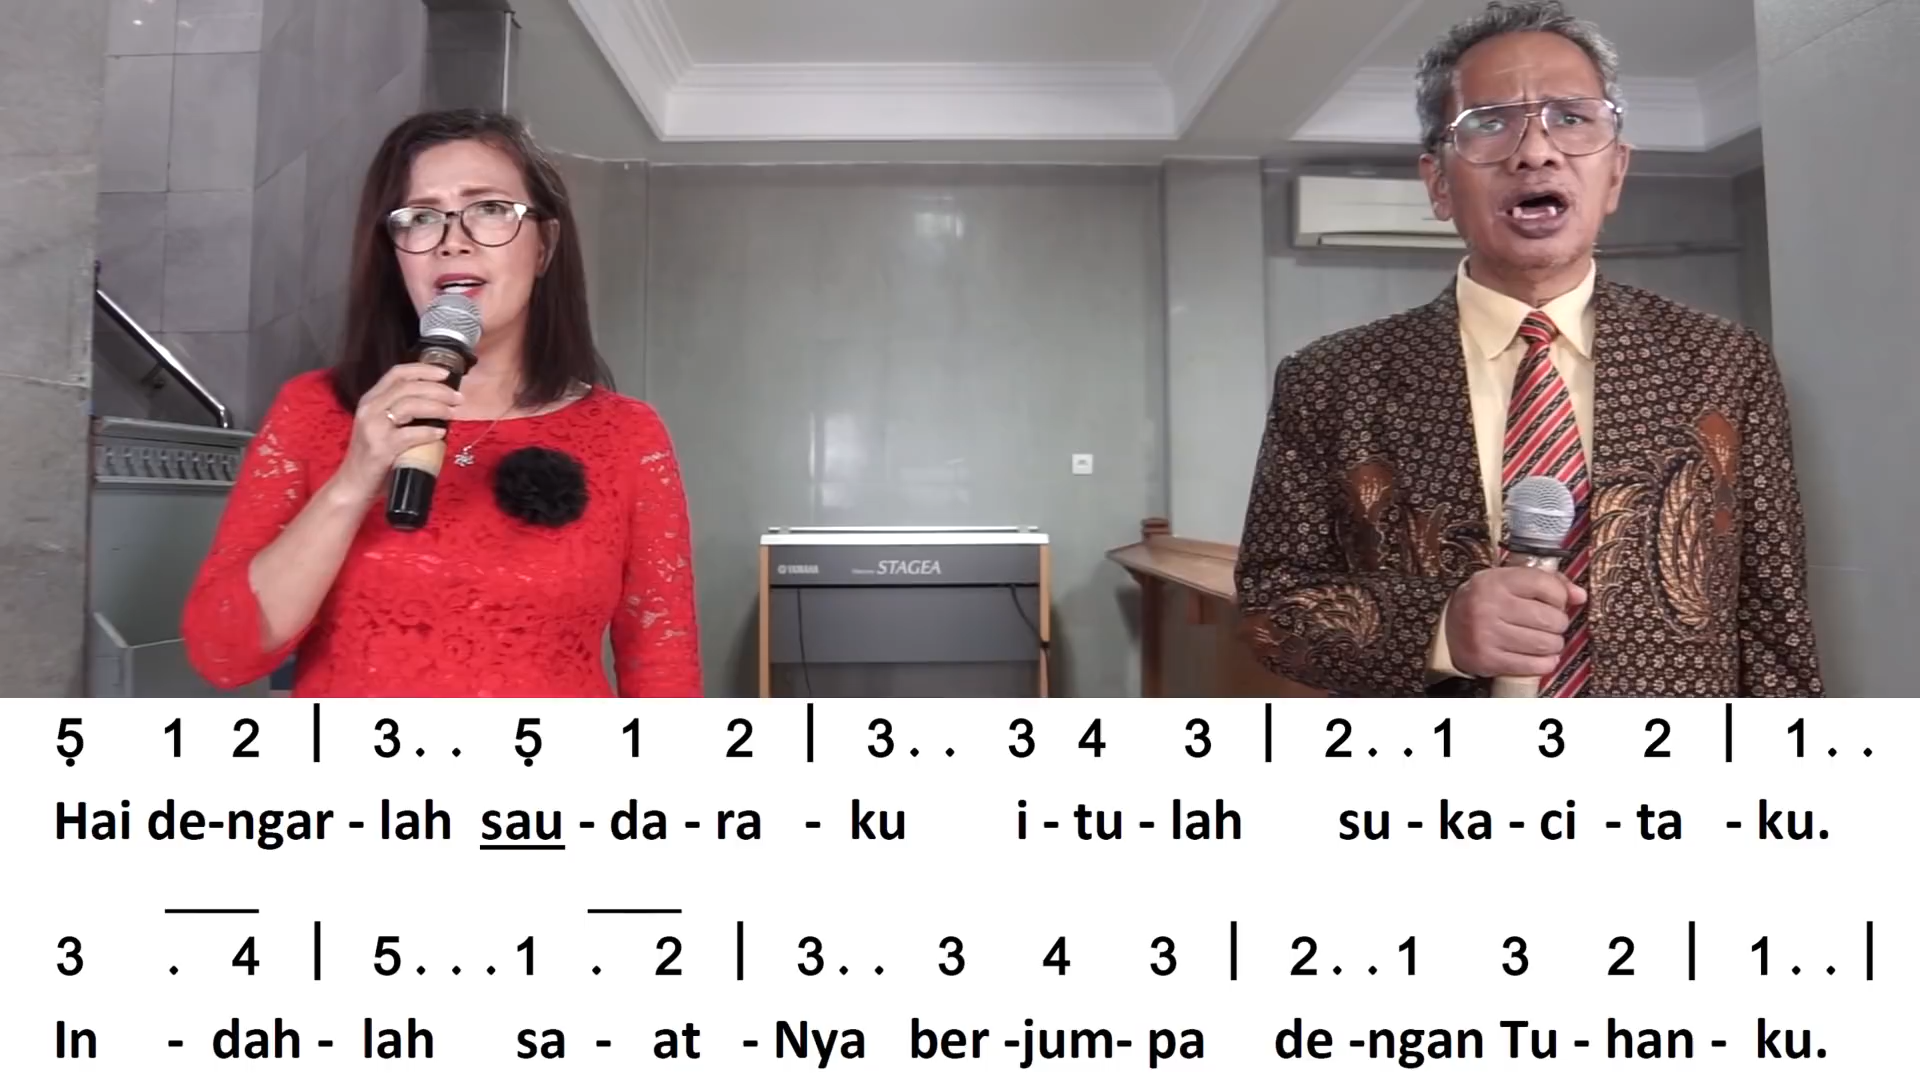 YAMAHA STAGEA
5̣ 1 2 | 3 . . 5̣ 1 2 | 3 . . 3 4 3 | 2 . . 1 3 2 | 1 . .
Hai de-ngar - lah sau - da - ra - ku i - tu - lah su - ka - ci - ta - ku.
3 . 4 | 5 . . . 1 . 2 | 3 . . 3 4 3 | 2 . . 1 3 2 | 1 . . |
In - dah - lah sa - at - Nya ber -jum- pa de -ngan Tu - han - ku.